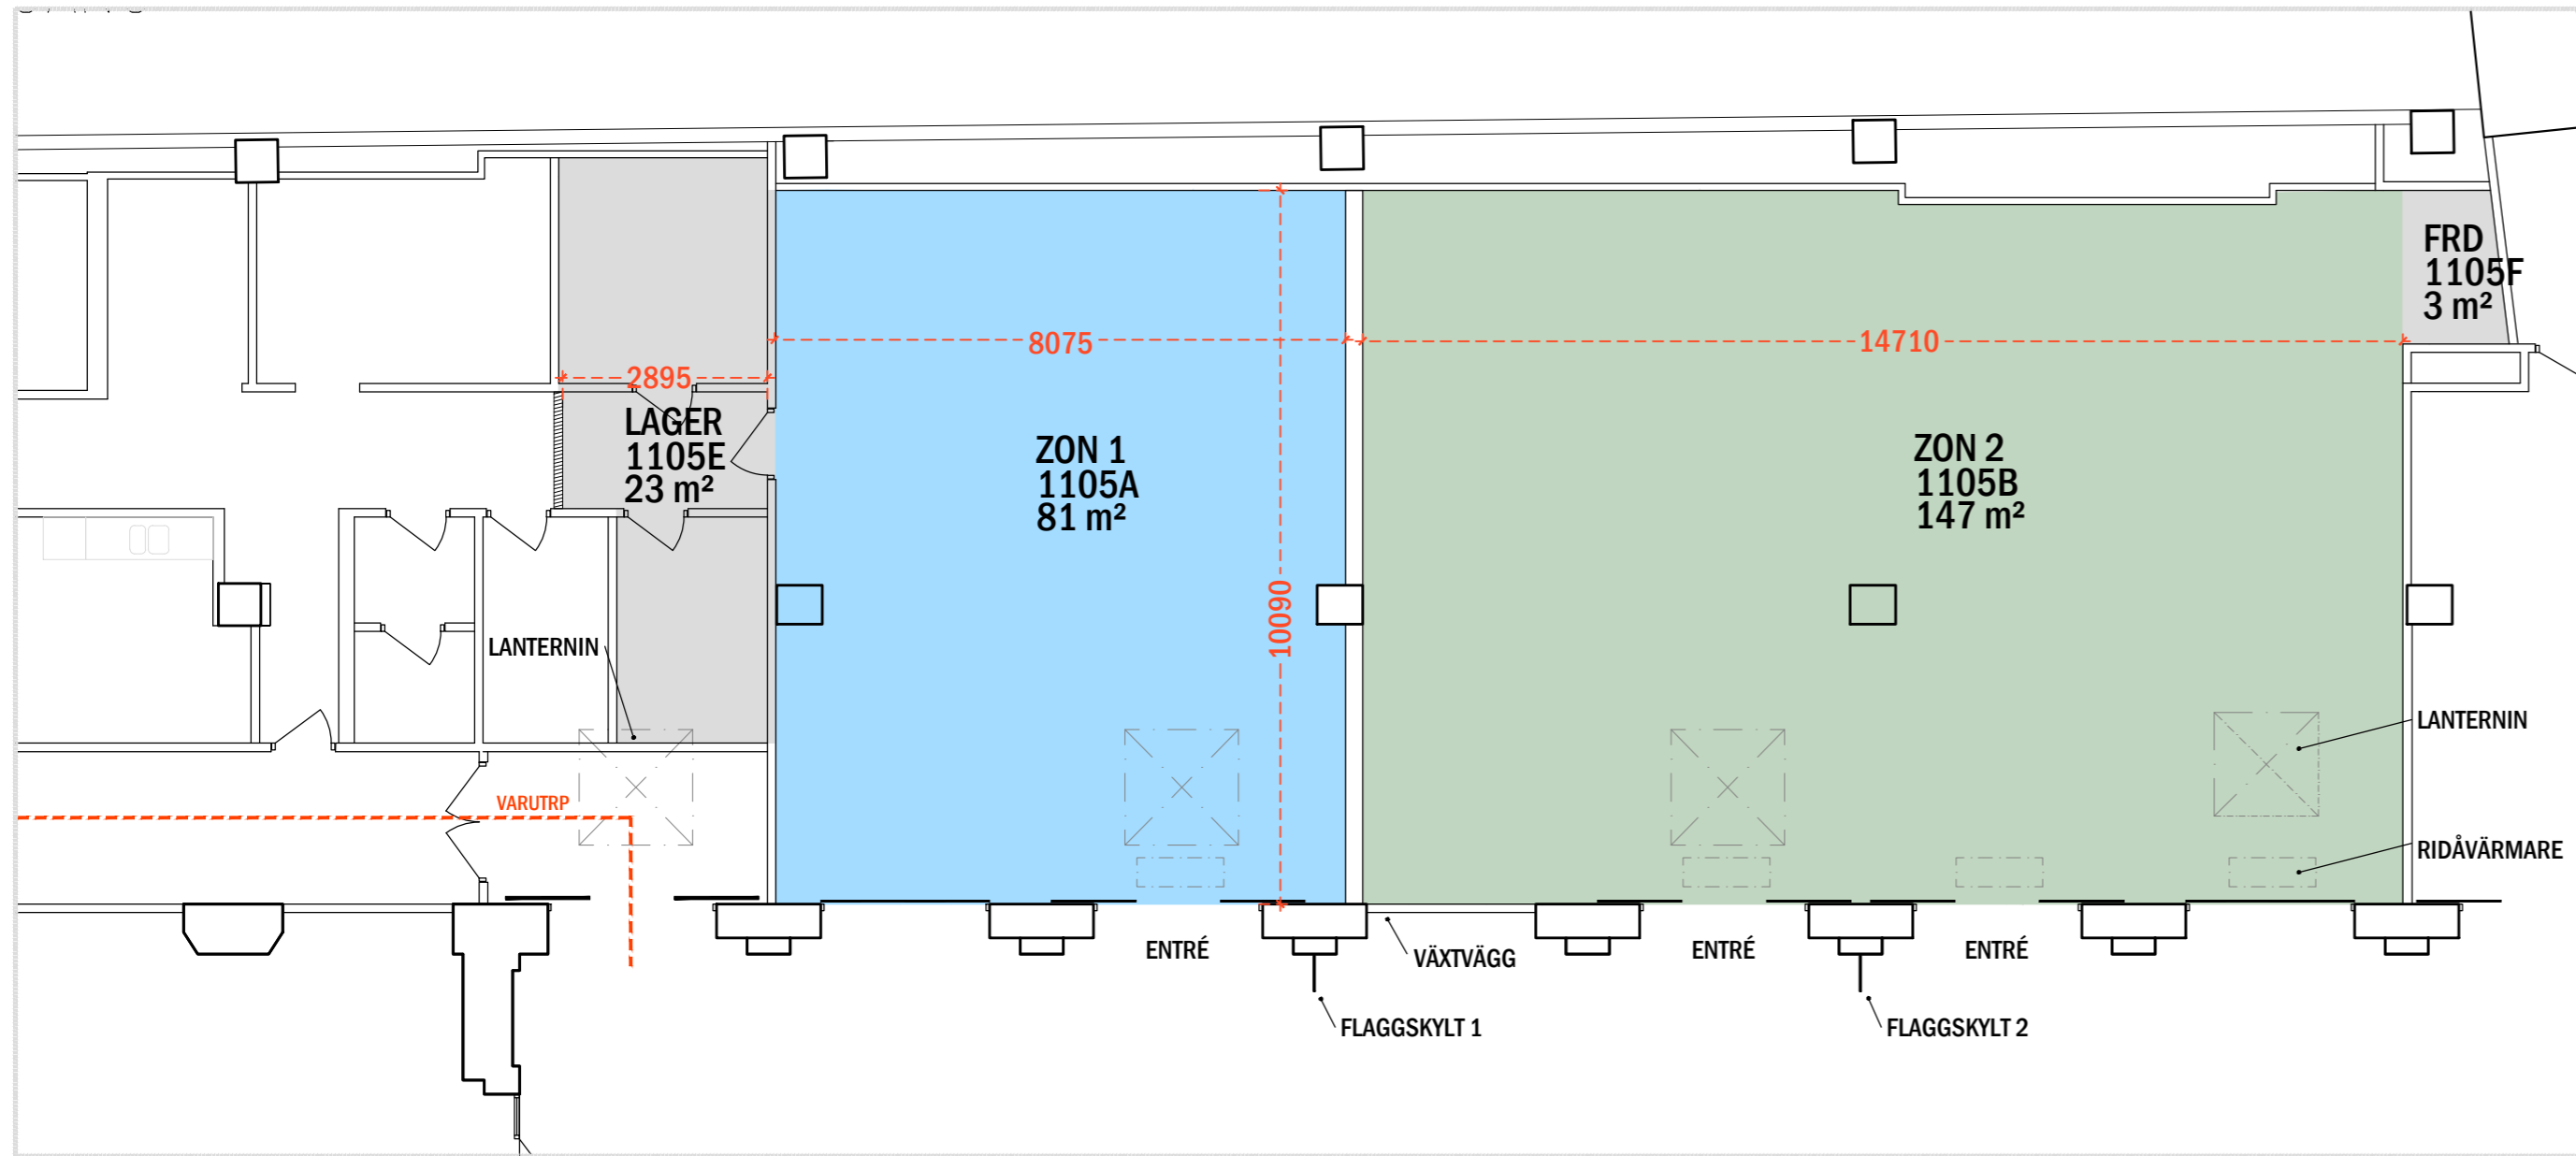 FRD
1105F
3 m²
8075
14710
2895
LAGER
1105E
23 m²
ZON 1
1105A
81 m²
ZON 2
1105B
147 m²
10090
LANTERNIN
LANTERNIN
VARUTRP
RIDÅVÄRMARE
ENTRÉ
VÄXTVÄGG
ENTRÉ
ENTRÉ
FLAGGSKYLT 1
FLAGGSKYLT 2